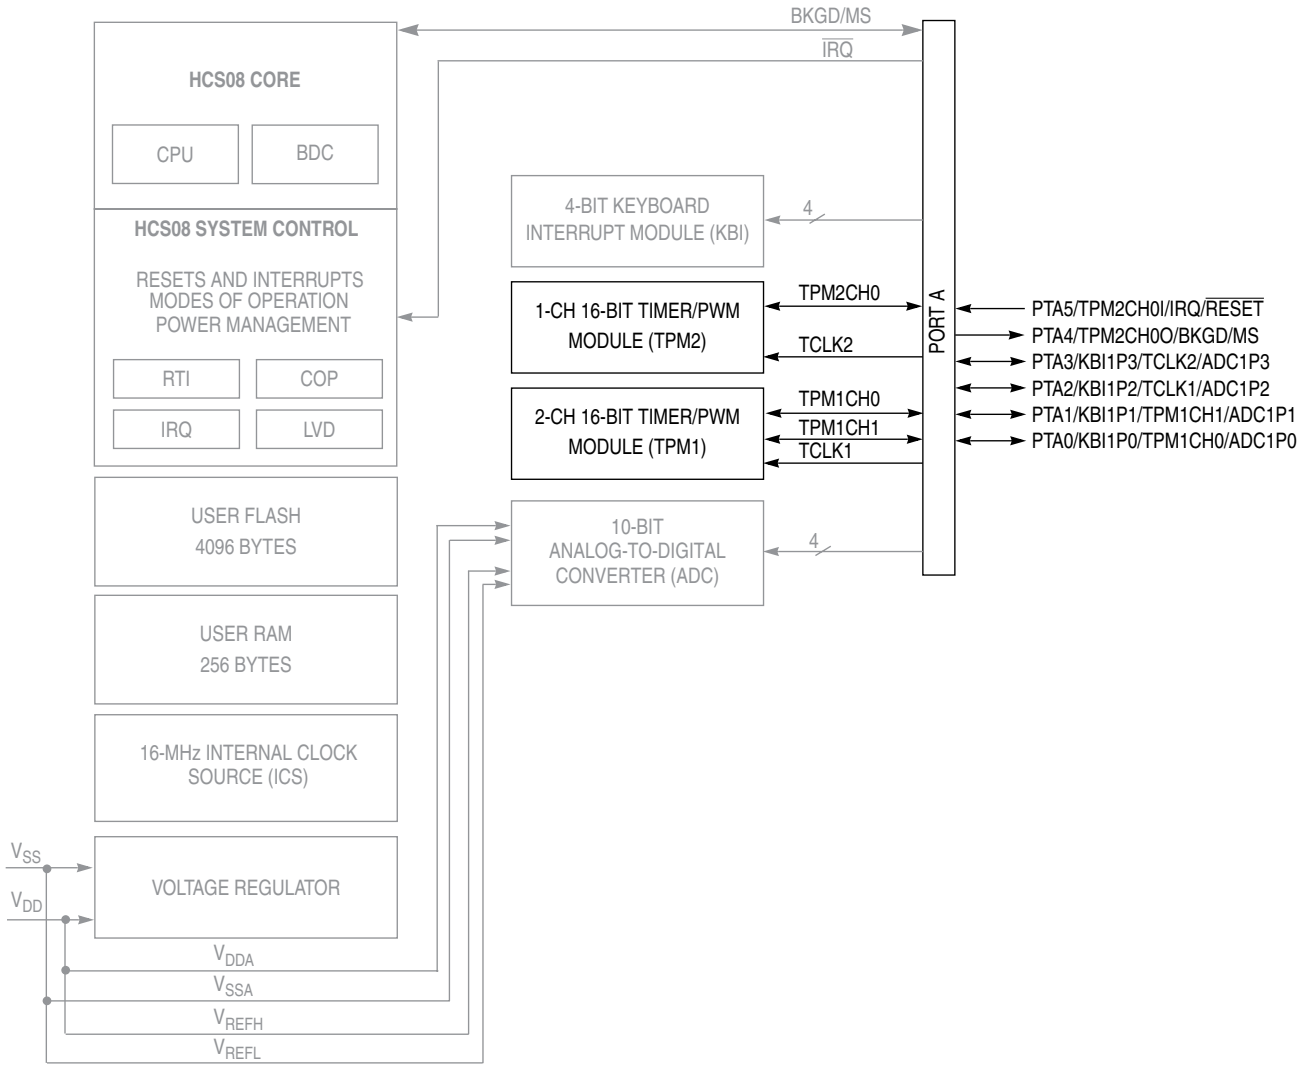 BKGD/MS
IRQ
HCS08 CORE
CPU
BDC
HCS08 SYSTEM CONTROL
RESETS AND INTERRUPTS
MODES OF OPERATION
POWER MANAGEMENT
RTI
COP
IRQ
LVD
USER FLASH
4096 BYTES
USER RAM
256 BYTES
16-MHz INTERNAL CLOCK
SOURCE (ICS)
VOLTAGE REGULATOR
VSS
VDD
VDDA
VSSA
VREFH
VREFL
4-BIT KEYBOARD
INTERRUPT MODULE (KBI)
4
1-CH 16-BIT TIMER/PWM
MODULE (TPM2)
TPM2CH0
TCLK2
2-CH 16-BIT TIMER/PWM
MODULE (TPM1)
TPM1CH0
TPM1CH1
TCLK1
10-BIT
ANALOG-TO-DIGITAL
CONVERTER (ADC)
4
PORT A
PTA5/TPM2CH0I/IRQ/RESET
PTA4/TPM2CH0O/BKGD/MS
PTA3/KBI1P3/TCLK2/ADC1P3
PTA2/KBI1P2/TCLK1/ADC1P2
PTA1/KBI1P1/TPM1CH1/ADC1P1
PTA0/KBI1P0/TPM1CH0/ADC1P0